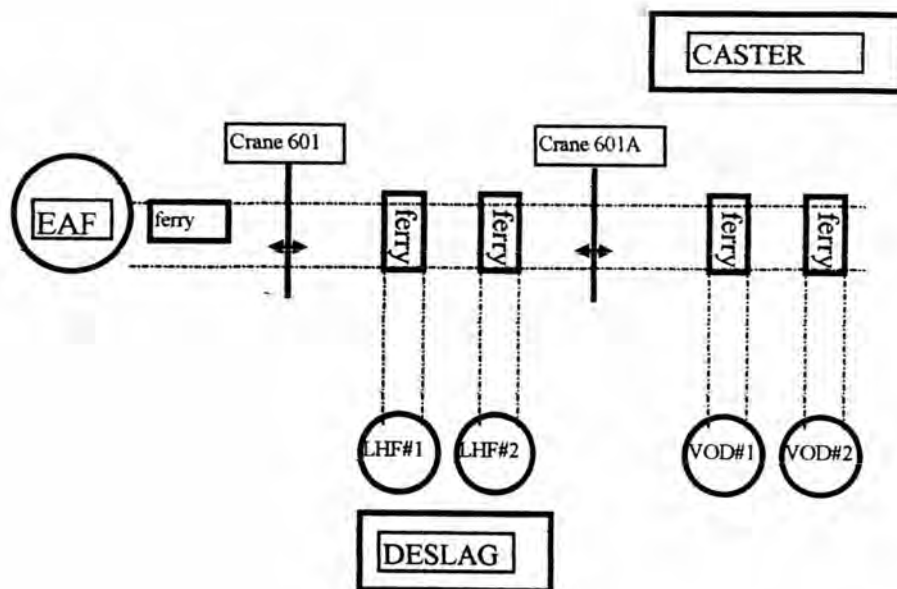 CASTER
Crane 601
Crane 601A
EAF
ferry
ferry
ferry
ferry
ferry
LHF#1
LHF#2
VOD#1
VOD#2
DESLAG